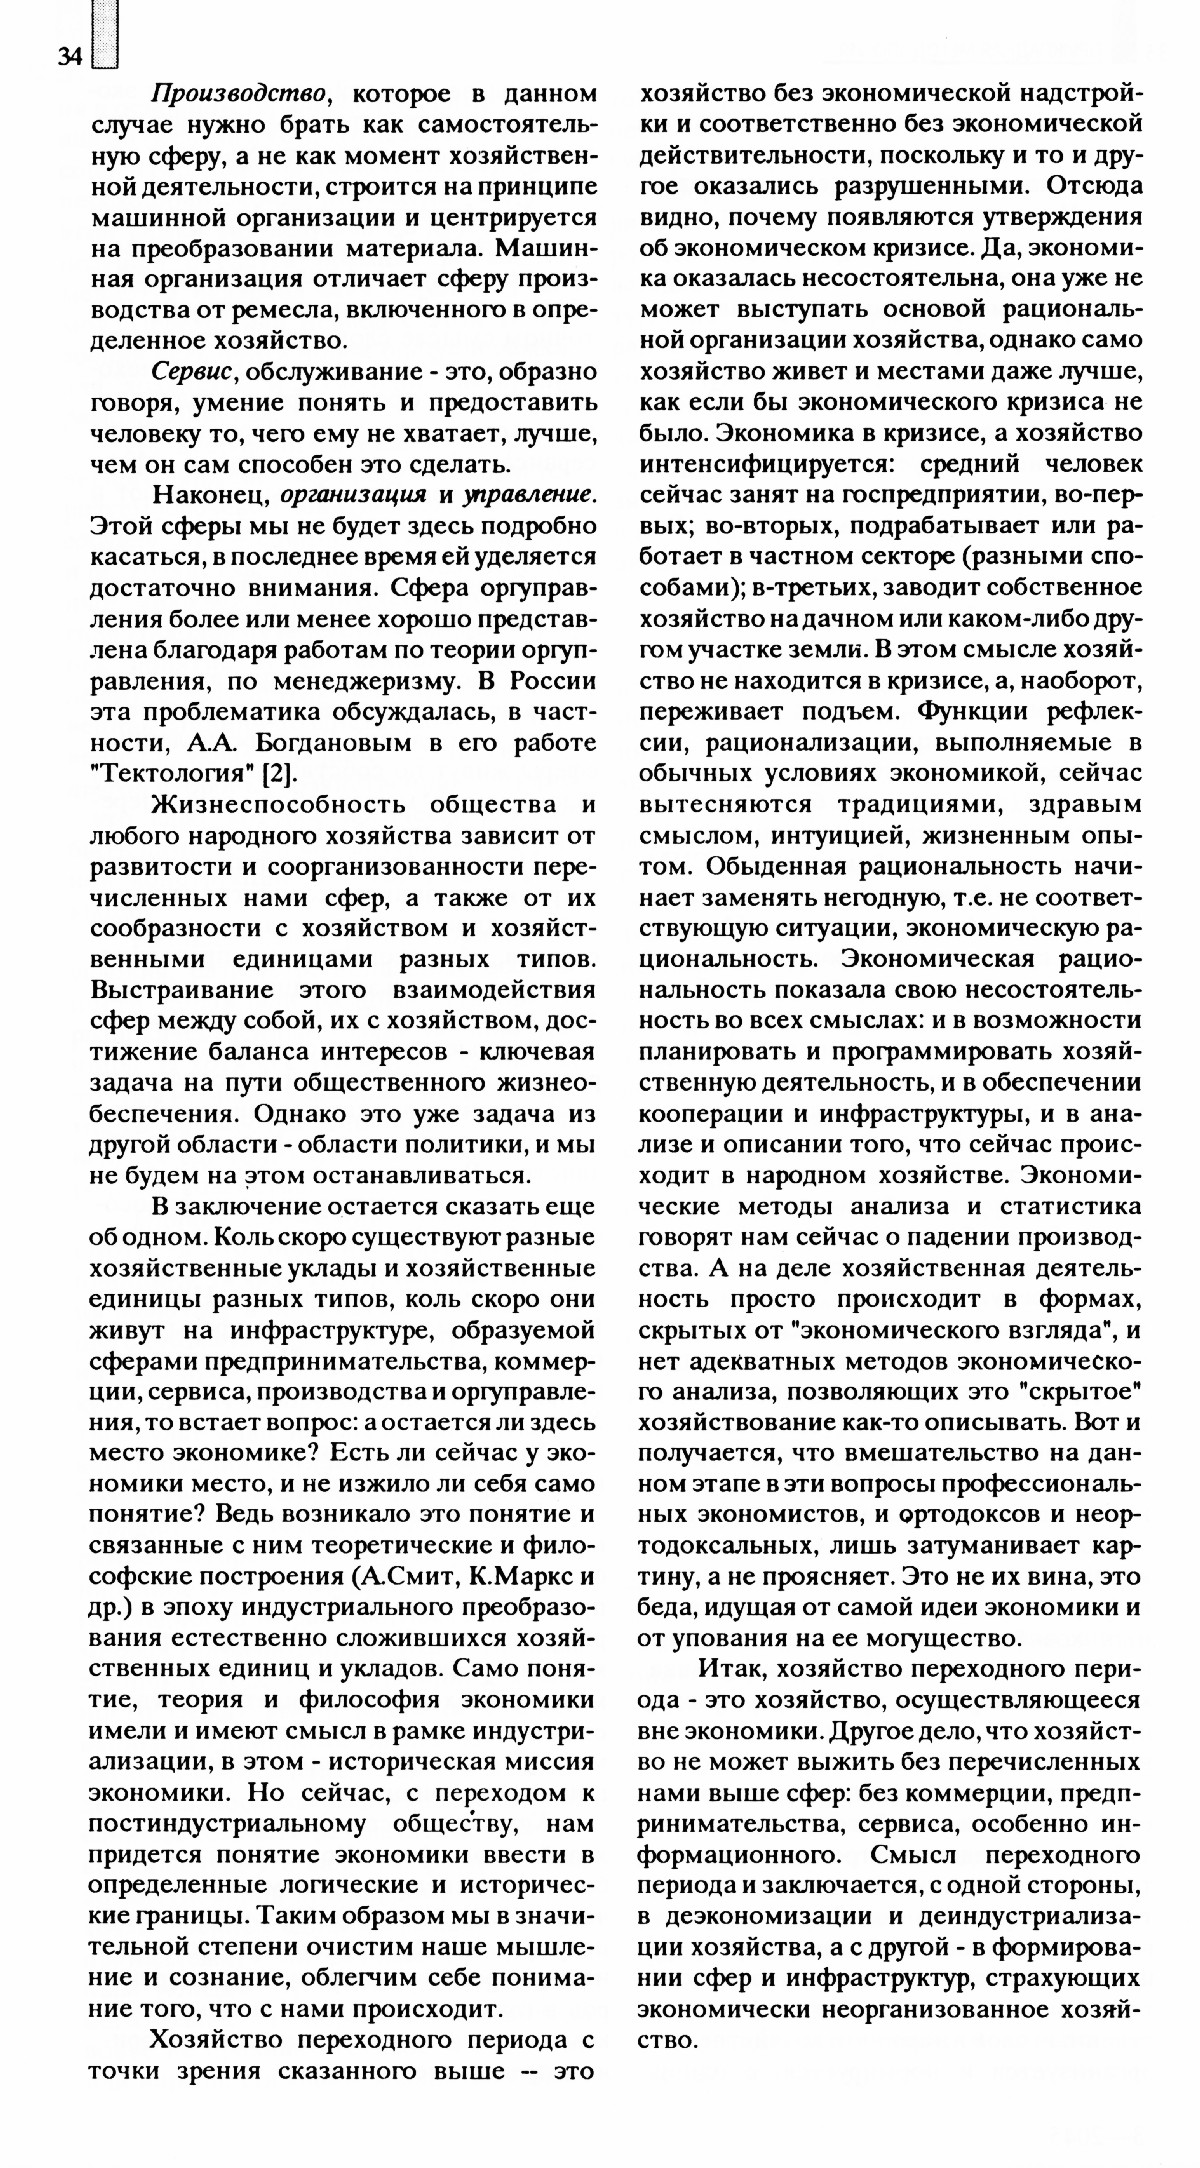 34
Производство, которое в данном
случае нужно брать как самостоятель-
ную сферу, а не как момент хозяйствен-
ной деятельности, строится на принципе
машинной организации и центрируется
на преобразовании материала. Машин-
ная организация отличает сферу произ-
водства от ремесла, включенного в опре-
деленное хозяйство.
Сервис, обслуживание - это, образно
говоря, умение понять и предоставить
человеку то, чего ему не хватает, лучше,
чем он сам способен это сделать.
Наконец, организация и управление.
Этой сферы мы не будет здесь подробно
касаться, в последнее время ей уделяется
достаточно внимания. Сфера оргуправ-
ления более или менее хорошо представ-
лена благодаря работам по теории оргуп-
равления, по менеджеризму. В России
эта проблематика обсуждалась, в част-
ности, А.А. Богдановым в его работе
"Тектология" [2].
Жизнеспособность общества и
любого народного хозяйства зависит от
развитости и соорганизованности пере-
численных нами сфер, а также от их
сообразности с хозяйством и хозяйст-
венными единицами разных типов.
Выстраивание этого взаимодействия
сфер между собой, их с хозяйством, дос-
тижение баланса интересов - ключевая
задача на пути общественного жизнео-
беспечения. Однако это уже задача из
другой области - области политики, и мы
не будем на этом останавливаться.
В заключение остается сказать еще
об одном. Коль скоро существуют разные
хозяйственные уклады и хозяйственные
единицы разных типов, коль скоро они
живут на инфраструктуре, образуемой
сферами предпринимательства, коммер-
ции, сервиса, производства и оргуправле-
ния, то встает вопрос: а остается ли здесь
место экономике? Есть ли сейчас у эко-
номики место, и не изжило ли себя само
понятие? Ведь возникало это понятие и
связанные с ним теоретические и фило-
софские построения (А.Смит, К.Маркс и
др.) в эпоху индустриального преобразо-
вания естественно сложившихся хозяй-
ственных единиц и укладов. Само поня-
тие, теория и философия экономики
имели и имеют смысл в рамке индустри-
ализации, в этом - историческая миссия
экономики. Но сейчас, с переходом к
постиндустриальному обществу, нам
придется понятие экономики ввести в
определенные логические и историчес-
кие границы. Таким образом мы в значи-
тельной степени очистим наше мышле-
ние и сознание, облегчим себе понима-
ние того, что с нами происходит.
Хозяйство переходного периода с
точки зрения сказанного выше -- это
хозяйство без экономической надстрой-
ки и соответственно без экономической
действительности, поскольку и то и дру-
гое оказались разрушенными. Отсюда
видно, почему появляются утверждения
об экономическом кризисе. Да, экономи-
ка оказалась несостоятельна, она уже не
может выступать основой рациональ-
ной организации хозяйства, однако само
хозяйство живет и местами даже лучше,
как если бы экономического кризиса не
было. Экономика в кризисе, а хозяйство
интенсифицируется: средний человек
сейчас занят на госпредприятии, во-пер-
вых; во-вторых, подрабатывает или ра-
ботает в частном секторе (разными спо-
собами); в-третьих, заводит собственное
хозяйство на дачном или каком-либо дру-
гом участке земли. В этом смысле хозяй-
ство не находится в кризисе, а, наоборот,
переживает подъем. Функции рефлек-
сии, рационализации, выполняемые в
обычных условиях экономикой, сейчас
вытесняются традициями, здравым
смыслом, интуицией, жизненным опы-
том. Обыденная рациональность начи-
нает заменять негодную, т.е. не соответ-
ствующую ситуации, экономическую ра-
циональность. Экономическая рацио-
нальность показала свою несостоятель-
ность во всех смыслах: и в возможности
планировать и программировать хозяй-
ственную деятельность, и в обеспечении
кооперации и инфраструктуры, и в ана-
лизе и описании того, что сейчас проис-
ходит в народном хозяйстве. Экономи-
ческие методы анализа и статистика
говорят нам сейчас о падении производ-
ства. А на деле хозяйственная деятель-
ность просто происходит в формах,
скрытых от "экономического взгляда", и
нет адекватных методов экономическо-
го анализа, позволяющих это "скрытое"
хозяйствование как-то описывать. Вот и
получается, что вмешательство на дан-
ном этапе в эти вопросы профессиональ-
ных экономистов, и ортодоксов и неор-
тодоксальных, лишь затуманивает кар-
тину, а не проясняет. Это не их вина, это
беда, идущая от самой идеи экономики и
от упования на ее могущество.
Итак, хозяйство переходного пери-
ода - это хозяйство, осуществляющееся
вне экономики. Другое дело, что хозяйст-
во не может выжить без перечисленных
нами выше сфер: без коммерции, предп-
ринимательства, сервиса, особенно ин-
формационного. Смысл переходного
периода и заключается, с одной стороны,
в деэкономизации и деиндустриализа-
ции хозяйства, а с другой - в формирова-
нии сфер и инфраструктур, страхующих
экономически неорганизованное хозяй-
ство.